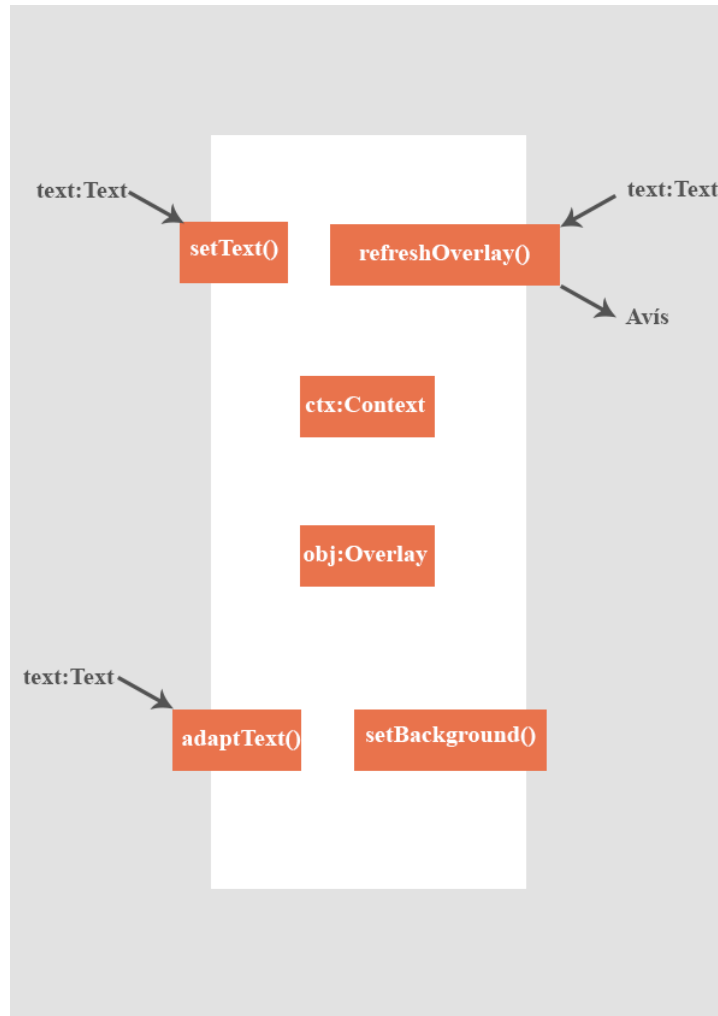 text:Text
text:Text
setText()
refreshOverlay()
Avís
ctx:Context
obj:Overlay
text:Text
adaptText()
setBackground()